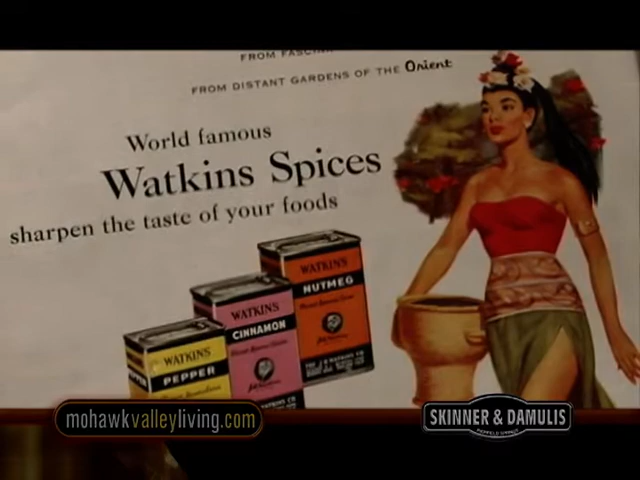 FROM
FROM DISTANT GARDENS OF THE Orient
World famous
Watkins Spices
sharpen the taste of your foods
WATKINS
NUTMEG
WATKINS
CINNAMON
WATKINS
PEPPER
mohawkvalleyliving.com
SKINNER & DAMULIS